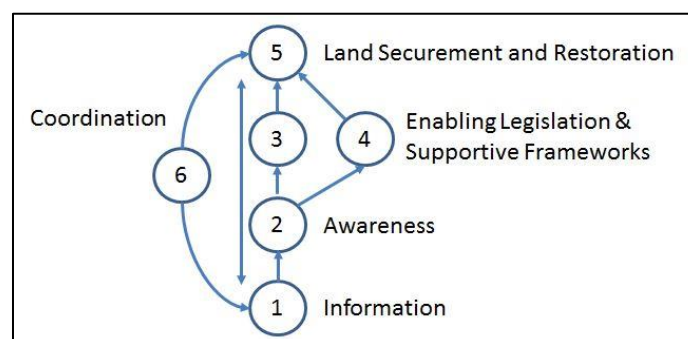 5 Land Securement and Restoration
Coordination
3
4
Enabling Legislation &
Supportive Frameworks
6
2 Awareness
1 Information